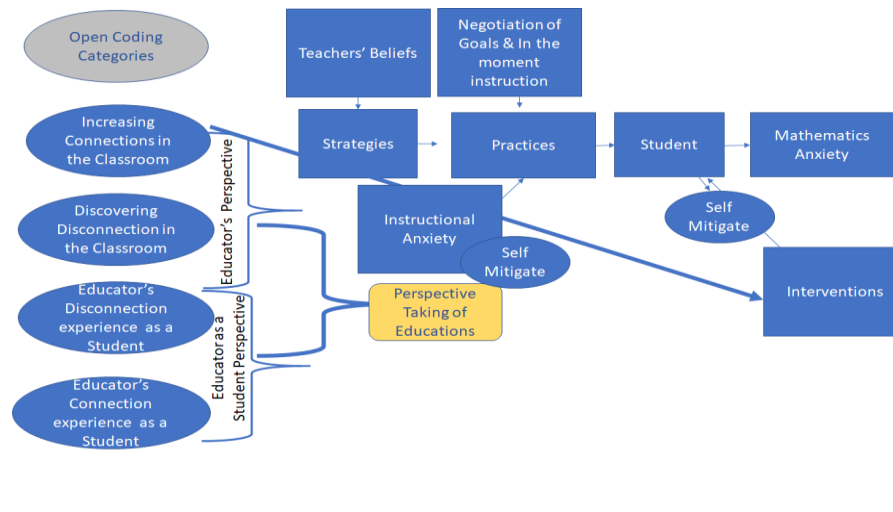 Open Coding
Categories
Teachers' Beliefs
Negotiation of
Goals & In the
moment
instruction
Increasing
Connections in
the Classroom
Strategies
Practices
Student
Mathematics
Anxiety
Educator's Perspective
Discovering
Disconnection in
the Classroom
Instructional
Anxiety
Self
Mitigate
Self
Mitigate
Educator's
Disconnection
experience as a
Student
Perspective
Taking of
Educations
Interventions
Educator as a
Student Perspective
Educator's
Connection
experience as a
Student